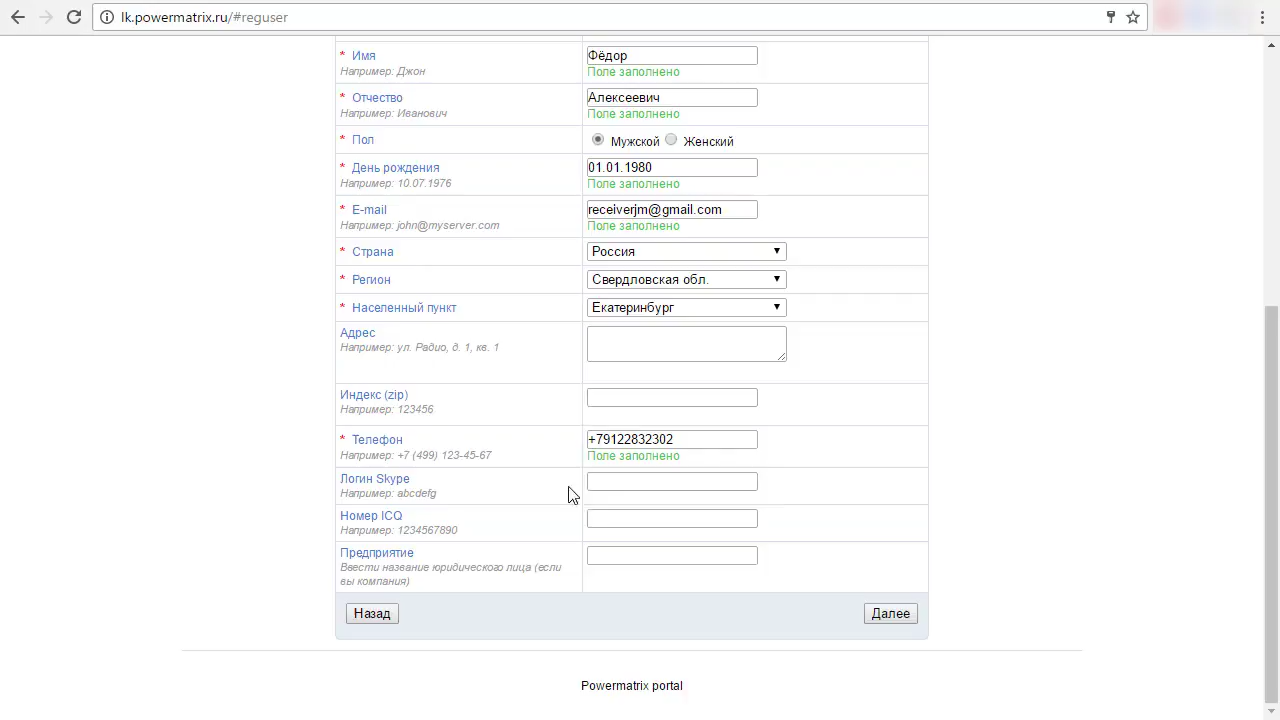 lk.powermatrix.ru/#reguser
* Имя
Фёдор
Например: Джон
Поле заполнено
* Отчество
Алексеевич
Например: Иванович
Поле заполнено
* Пол
Мужской Женский
* День рождения
01.01.1980
Например: 10.07.1976
Поле заполнено
* E-mail
receiverjm@gmail.com
Например: john@myserver.com
Поле заполнено
* Страна
Россия
* Регион
Свердловская обл.
* Населенный пункт
Екатеринбург
Адрес
Например: ул. Радио, д. 1, кв. 1
Индекс (zip)
Например: 123456
* Телефон
+79122832302
Например: +7 (499) 123-45-67
Поле заполнено
Логин Skype
Например: abcdefg
Номер ICQ
Например: 1234567890
Предприятие
Ввести название юридического лица (если
вы компания)
Назад
Далее
Powermatrix portal